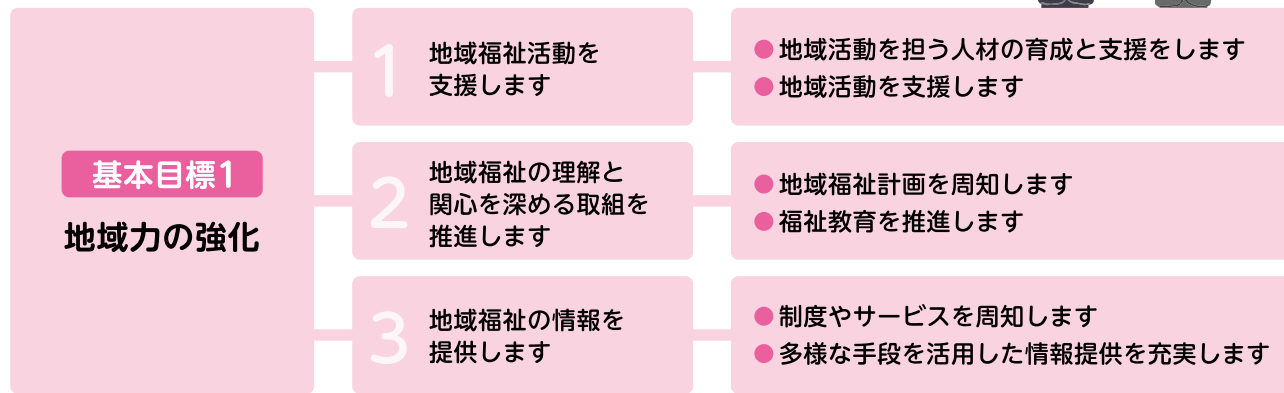 基本目標1
地域力の強化
1
地域福祉活動を
支援します
●地域活動を担う人材の育成と支援をします
●地域活動を支援します
2
地域福祉の理解と
関心を深める取組を
推進します
●地域福祉計画を周知します
●福祉教育を推進します
3
地域福祉の情報を
提供します
●制度やサービスを周知します
●多様な手段を活用した情報提供を充実します